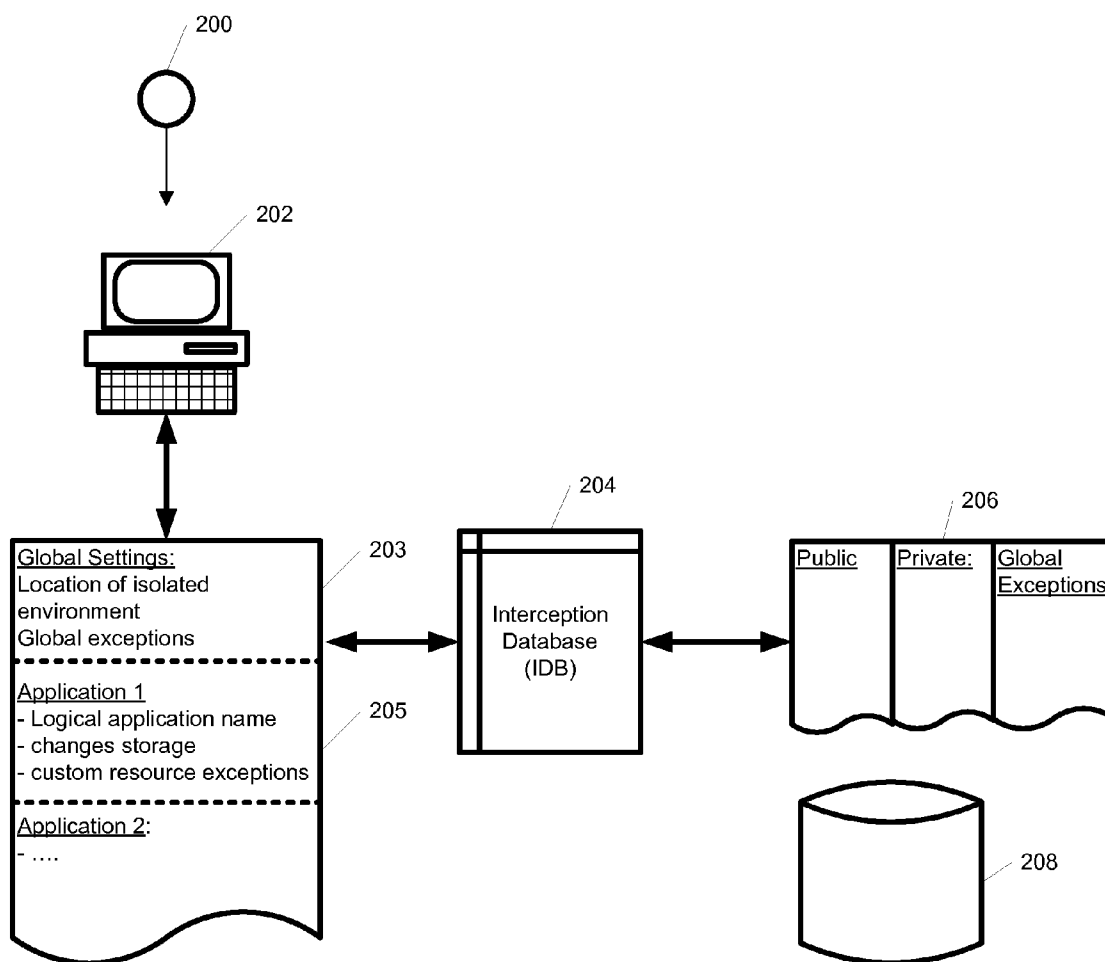 200
202
204
206
Global Settings:
Location of isolated
environment
Global exceptions
203
Interception
Database
(IDB)
Public
Private:
Global
Exceptions
Application 1
- Logical application name
- changes storage
- custom resource exceptions
205
Application 2:
- ....
208